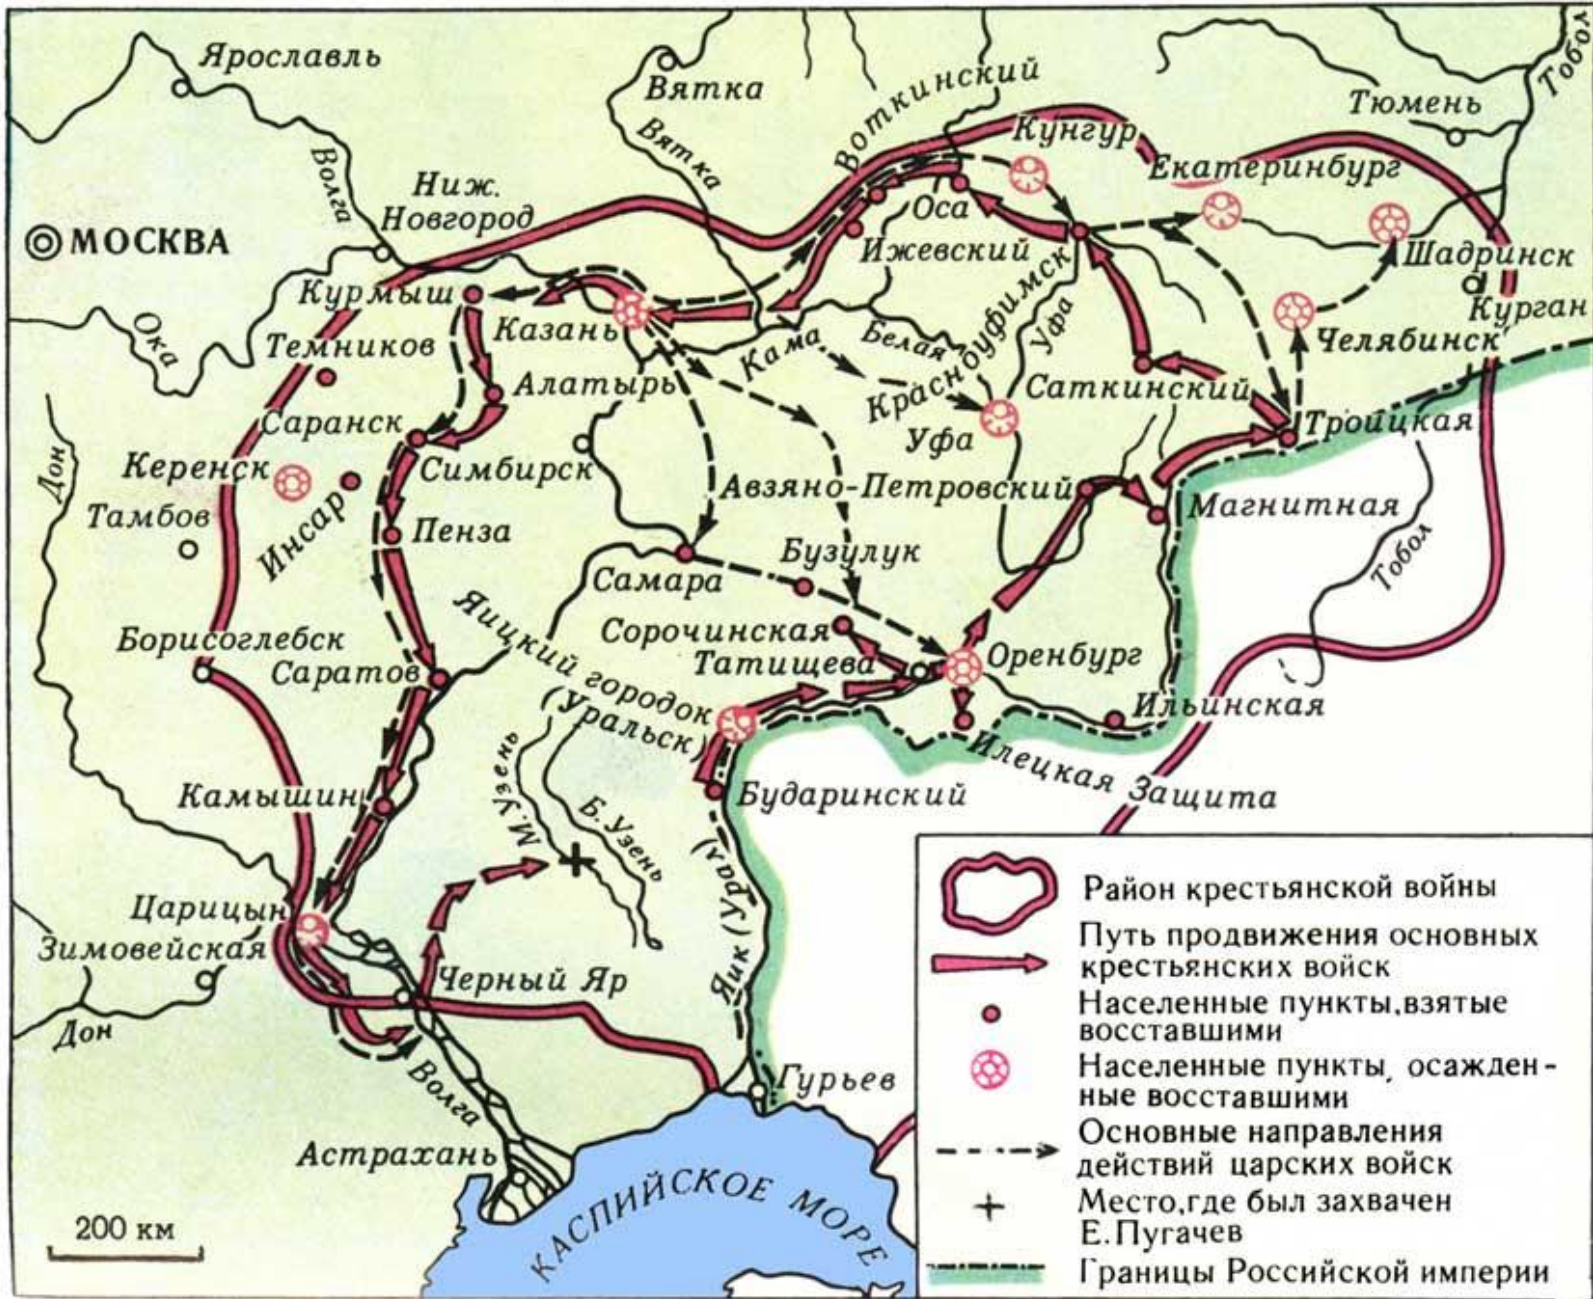 Ярославль
Вятка
Воткинский
Тюмень
Тобол
Волга
Вятка
Кунгур
Екатеринбург
Ниж.
Новгород
МОСКВА
Оса
Ижевский
Шадринск
Курмыш
Казань
Курган
Ока
Темников
Кама
Белая
Красноуфимск
Уфа
Челябинск
Алатырь
Саткинский
Саранск
Уфа
Тройцкая
Дон
Керенск
Симбирск
Авзяно-Петровский
Магнитная
Тамбов
Инсар
Пенза
Самара
Бузулук
Тобол
Борисоглебск
Саратов
Яицкий городок
(Уральск)
Сорочинская
Татищева
Оренбург
Ильинская
Илецкая Защита
М.Узень
Б.Узень
Камышин
Бударинский
Яик (Урал)
Царицын
Зимовейская
Черный Яр
Дон
Волга
Гурьев
Астрахань
КАСПИЙСКОЕ МОРЕ
200 км
Район крестьянской войны
Путь продвижения основных
крестьянских войск
Населенные пункты, взятые
восставшими
Населенные пункты, осажден-
ные восставшими
Основные направления
действий царских войск
Место, где был захвачен
Е.Пугачев
Границы Российской империи